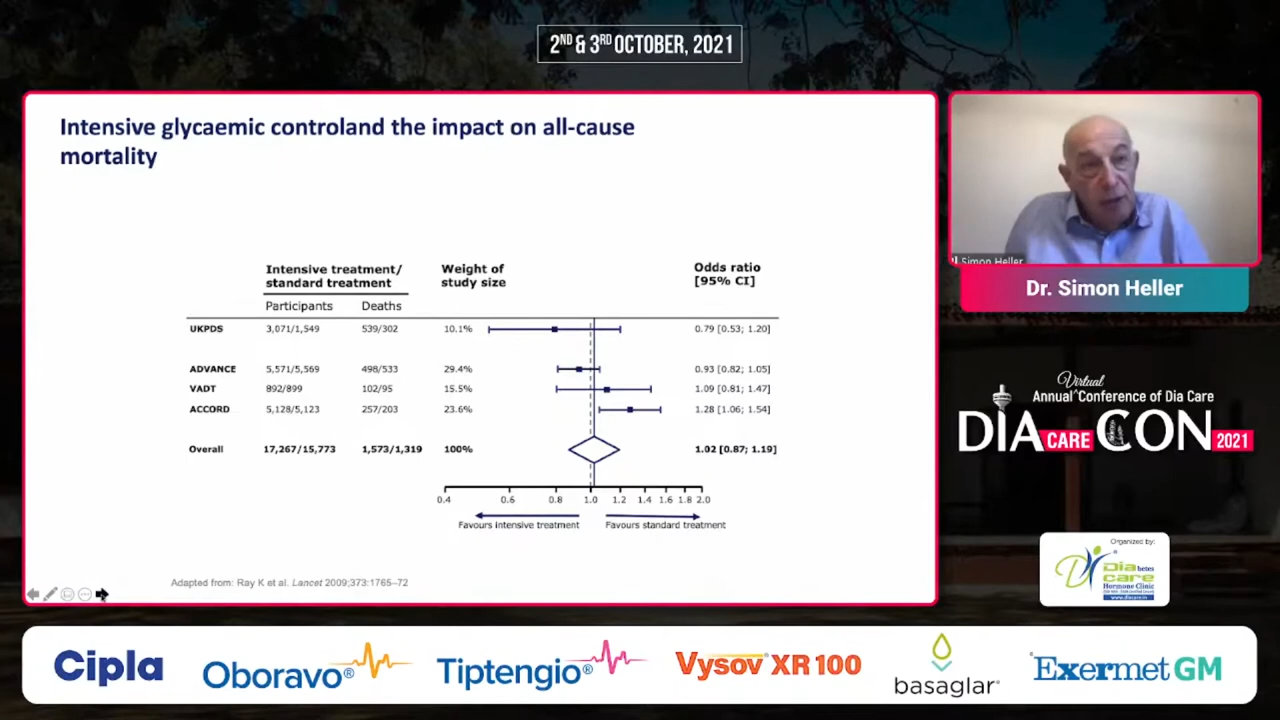 2ND & 3RD OCTOBER, 2021
Intensive glycaemic controland the impact on all-cause
mortality
Intensive treatment/
standard treatment
Weight of
study size
Odds ratio
[95% CI]
Participants Deaths
UKPDS 3,071/1,549 539/302 10.1% 0.79 [0.53; 1.20]
ADVANCE 5,571/5,569 498/533 29.4% 0.93 [0.82; 1.05]
VADT 892/899 102/95 15.5% 1.09 [0.81; 1.47]
ACCORD 5,128/5,123 257/203 23.6% 1.28 [1.06; 1.54]
Overall 17,267/15,773 1,573/1,319 100% 1.02 [0.87; 1.19]
0.4 0.6 0.8 1.0 1.2 1.4 1.6 1.8 2.0
Favours intensive treatment Favours standard treatment
Adapted from: Ray K et al. Lancet 2009;373:1765–72
Simon Heller
Dr. Simon Heller
Virtual
Annual Conference of Dia Care
DIA CARE CON 2021
Organized by:
Diabetes
care
Hormone Clinic
www.diacare.in
Cipla
Oboravo®
Tiptengio®
Vysov® XR 100
basaglar®
Exermet GM